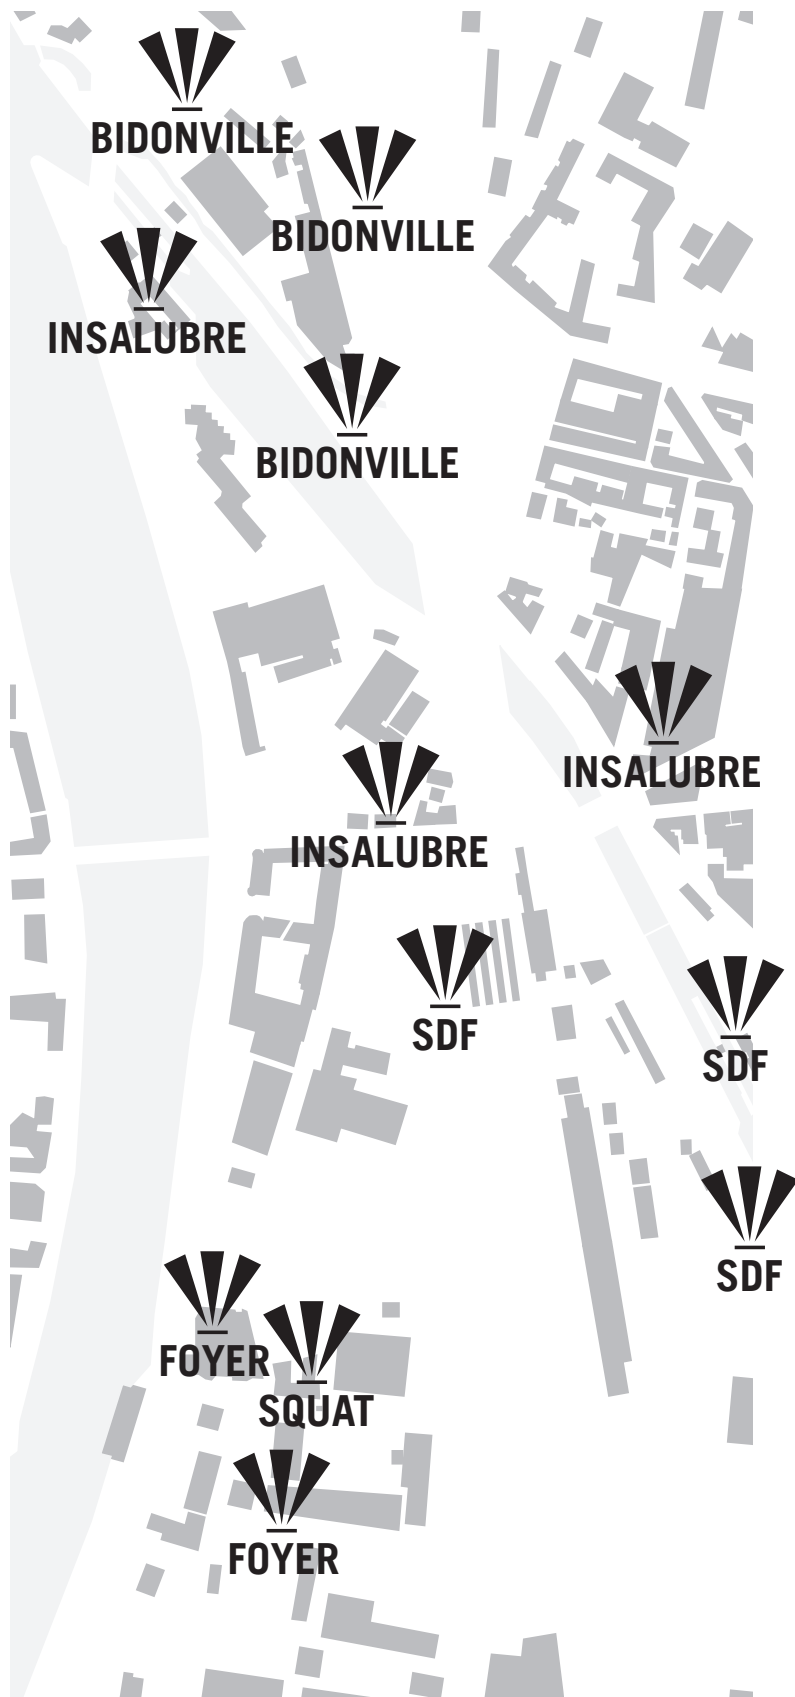 BIDONVILLE
BIDONVILLE
INSALUBRE
BIDONVILLE
INSALUBRE
INSALUBRE
SDF
SDF
SDF
FOYER
SQUAT
FOYER